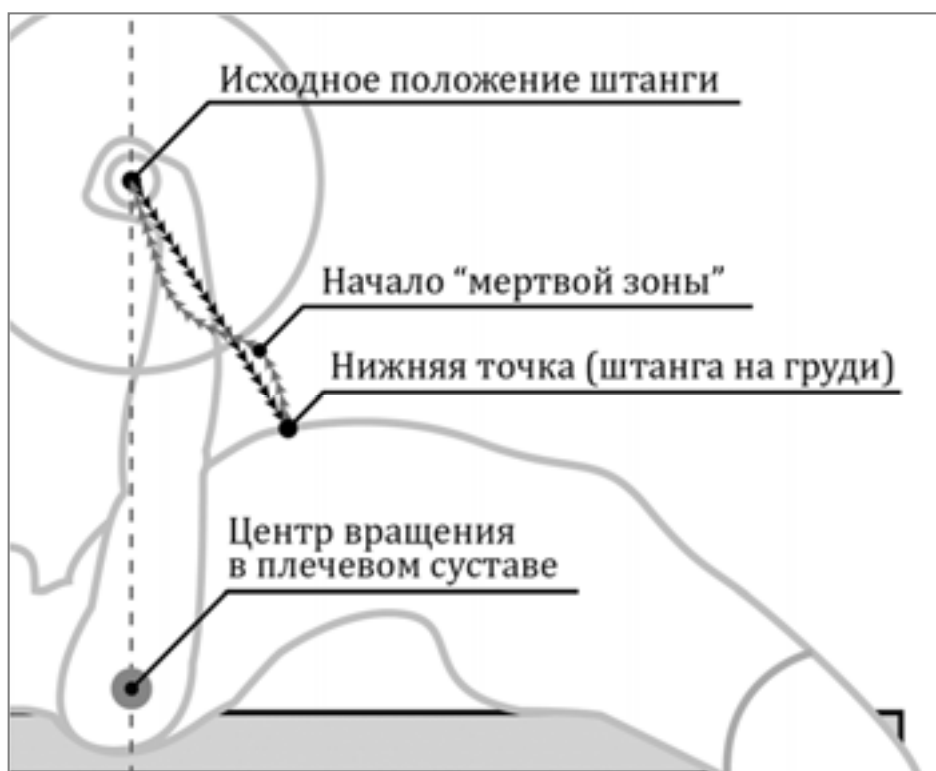 Исходное положение штанги
Начало “мертвой зоны”
Нижняя точка (штанга на груди)
Центр вращения
в плечевом суставе